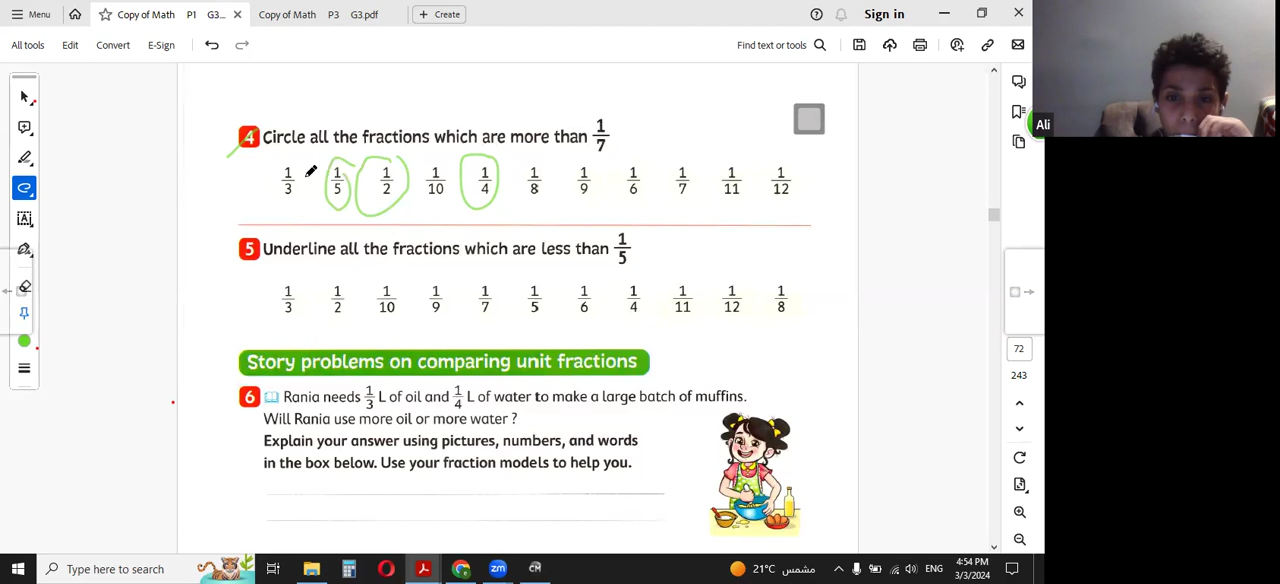 Menu
Copy of Math P1 G3...
Copy of Math P3 G3.pdf
Create
Sign in
All tools Edit Convert E-Sign
Find text or tools
Ali
4 Circle all the fractions which are more than 1/7
1/3 1/5 1/2 1/10 1/4 1/8 1/9 1/6 1/7 1/11 1/12
5 Underline all the fractions which are less than 1/5
1/3 1/2 1/10 1/9 1/7 1/5 1/6 1/4 1/11 1/12 1/8
Story problems on comparing unit fractions
6 Rania needs 1/3 L of oil and 1/4 L of water to make a large batch of muffins.
Will Rania use more oil or more water ?
Explain your answer using pictures, numbers, and words
in the box below. Use your fraction models to help you.
72
243
Type here to search
zm
21°C مشمس
ENG
4:54 PM
3/3/2024